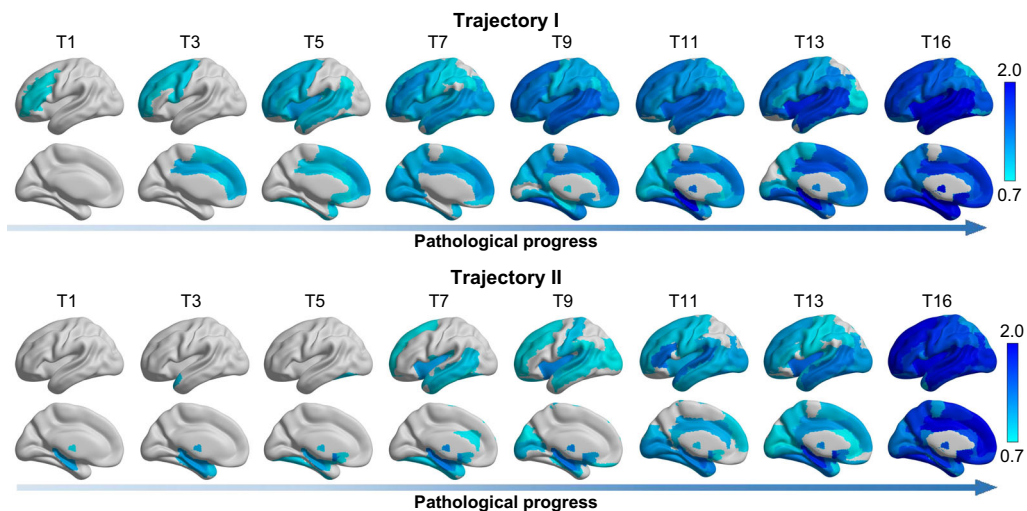 Trajectory I
T1 T3 T5 T7 T9 T11 T13 T16
2.0
0.7
Pathological progress
Trajectory II
T1 T3 T5 T7 T9 T11 T13 T16
2.0
0.7
Pathological progress